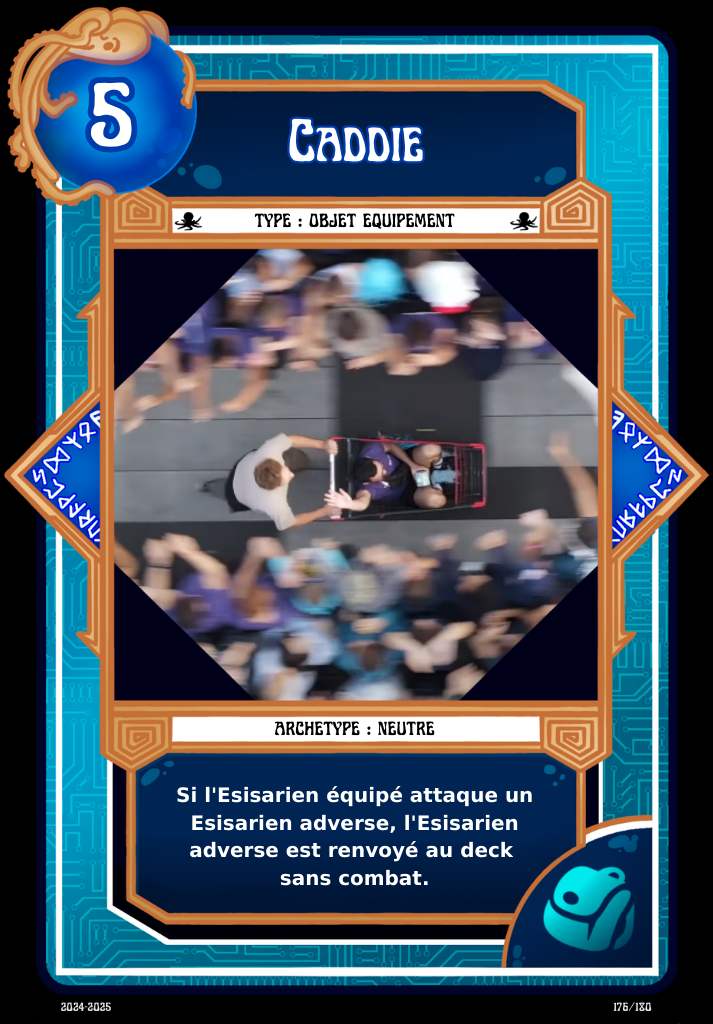 5
CADDIE
TYPE : OBJET EQUIPEMENT
ARCHETYPE : NEUTRE
Si l'Esisarien équipé attaque un
Esisarien adverse, l'Esisarien
adverse est renvoyé au deck
sans combat.
2024-2025
176/180